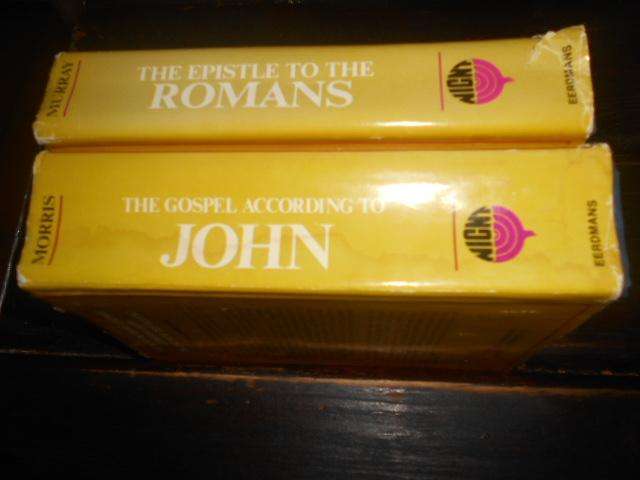 MURRAY
THE EPISTLE TO THE
ROMANS
NICNT
EERDMANS
MORRIS
THE GOSPEL ACCORDING TO
JOHN
NICNT
EERDMANS